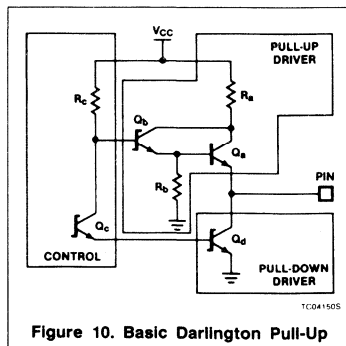 VCC
PULL-UP
DRIVER
Rc
Ra
Qb
Qa
Rb
PIN
Qc
Qd
CONTROL
PULL-DOWN
DRIVER
TC04150S
Figure 10. Basic Darlington Pull-Up